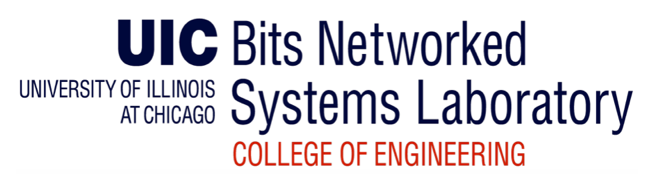 UIC
UNIVERSITY OF ILLINOIS
AT CHICAGO
Bits Networked
Systems Laboratory
COLLEGE OF ENGINEERING